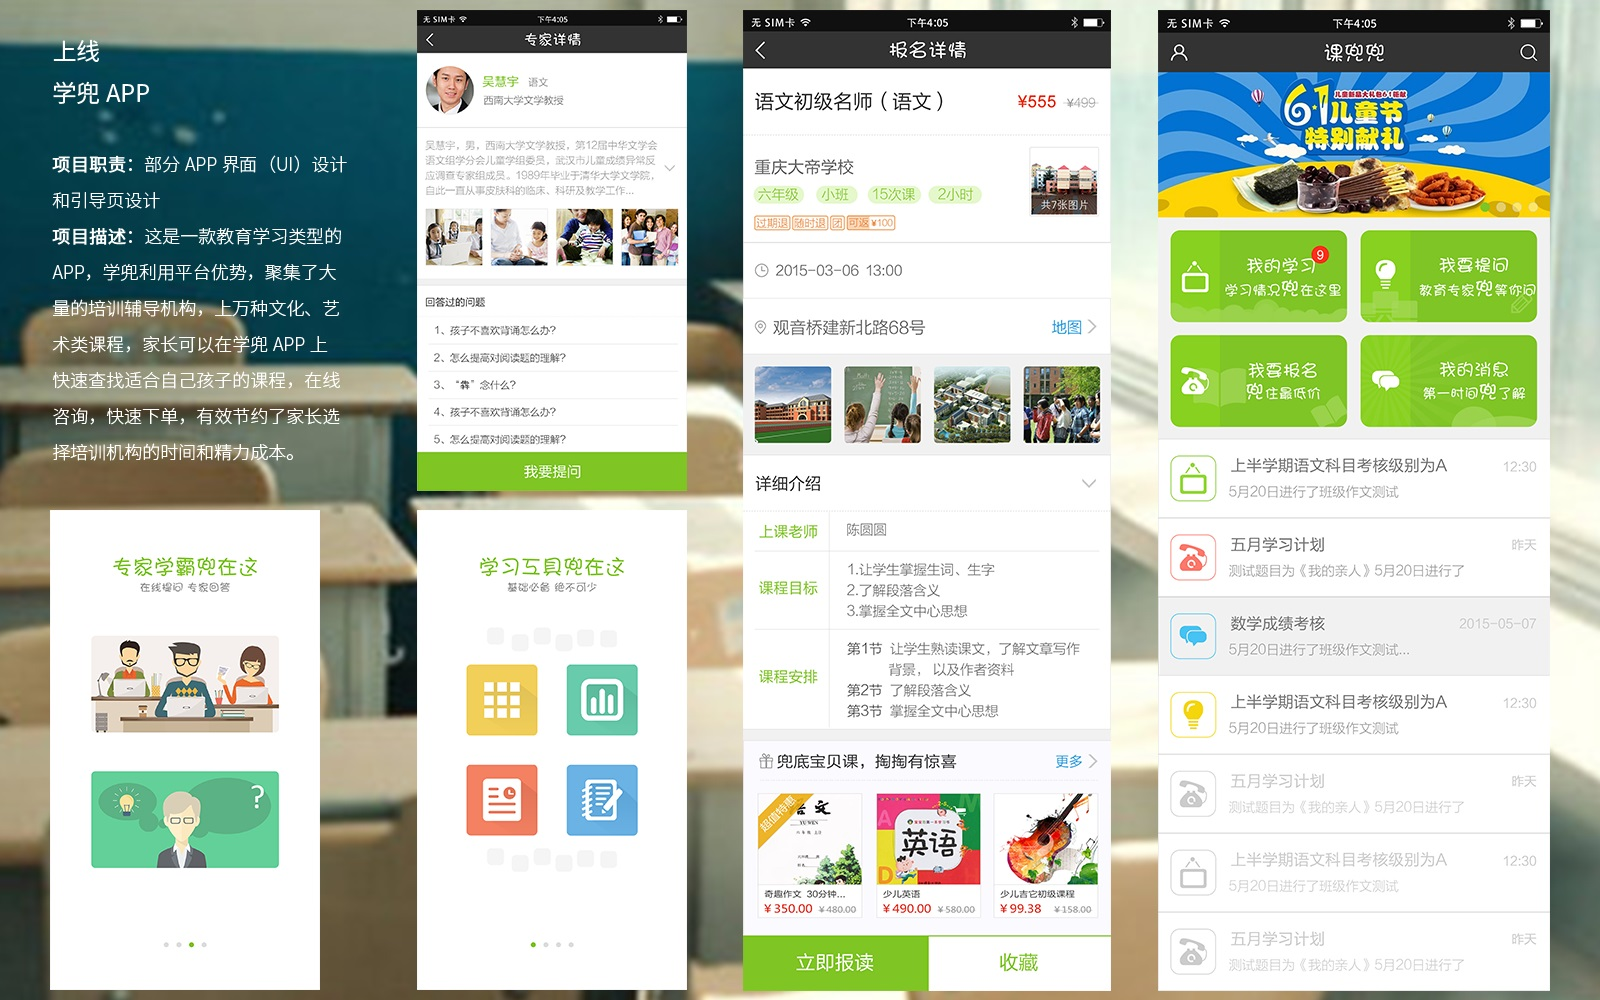 上线
学兜 APP
项目职责：部分 APP 界面（UI）设计
和引导页设计
项目描述：这是一款教育学习类型的
APP，学兜利用平台优势，聚集了大
量的培训辅导机构，上万种文化、艺
术类课程，家长可以在学兜 APP 上
快速查找适合自己孩子的课程，在线
咨询，快速下单，有效节约了家长选
择培训机构的时间和精力成本。
专家学霸兜在这
在线提问 专家回答
?
无 SIM卡 下午4:05
专家详情
吴慧宇 语文
西南大学文学教授
吴慧宇，男，西南大学文学教授，第12届中华文学会
语文组学分会儿童学组委员，武汉市儿童成绩异常反
应调查专家组成员。1989年毕业于清华大学文学院，
自此一直从事皮肤科的临床、科研及教学工作...
回答过的问题
1、孩子不喜欢背诵怎么办?
2、怎么提高对阅读题的理解?
3、“犇”念什么?
4、孩子不喜欢背诵怎么办?
5、怎么提高对阅读题的理解?
我要提问
学习工具兜在这
基础必备 绝不可少
无 SIM卡 下午4:05
报名详情
语文初级名师（语文） ¥555 ¥499
重庆大帝学校
六年级 小班 15次课 2小时
共7张图片
过期退 随时退 团 可返 ¥100
2015-03-06 13:00
观音桥建新北路68号 地图
详细介绍
上课老师 陈圆圆
课程目标 1.让学生掌握生词、生字
2.了解段落含义
3.掌握全文中心思想
课程安排 第1节 让学生熟读课文，了解文章写作
背景， 以及作者资料
第2节 了解段落含义
第3节 掌握全文中心思想
兜底宝贝课，掏掏有惊喜 更多
超值特惠
语文
YU WEN
英语
奇趣作文 30分钟...
¥350.00 ¥480.00
少儿英语
¥490.00 ¥580.00
少儿吉它初级课程
¥99.38 ¥158.00
立即报读 收藏
无 SIM卡 下午4:05
课兜兜
6·1儿童节
特别献礼
我的学习 9
学习情况兜在这里
我要提问
教育专家兜等你问
我要报名
兜住最低价
我的消息
第一时间兜了解
上半学期语文科目考核级别为A 12:30
5月20日进行了班级作文测试
五月学习计划 昨天
测试题目为《我的亲人》5月20日进行了
数学成绩考核 2015-05-07
5月20日进行了班级作文测试...
上半学期语文科目考核级别为A 12:30
5月20日进行了班级作文测试
五月学习计划 昨天
测试题目为《我的亲人》5月20日进行了
上半学期语文科目考核级别为A 12:30
5月20日进行了班级作文测试
五月学习计划 昨天
测试题目为《我的亲人》5月20日进行了